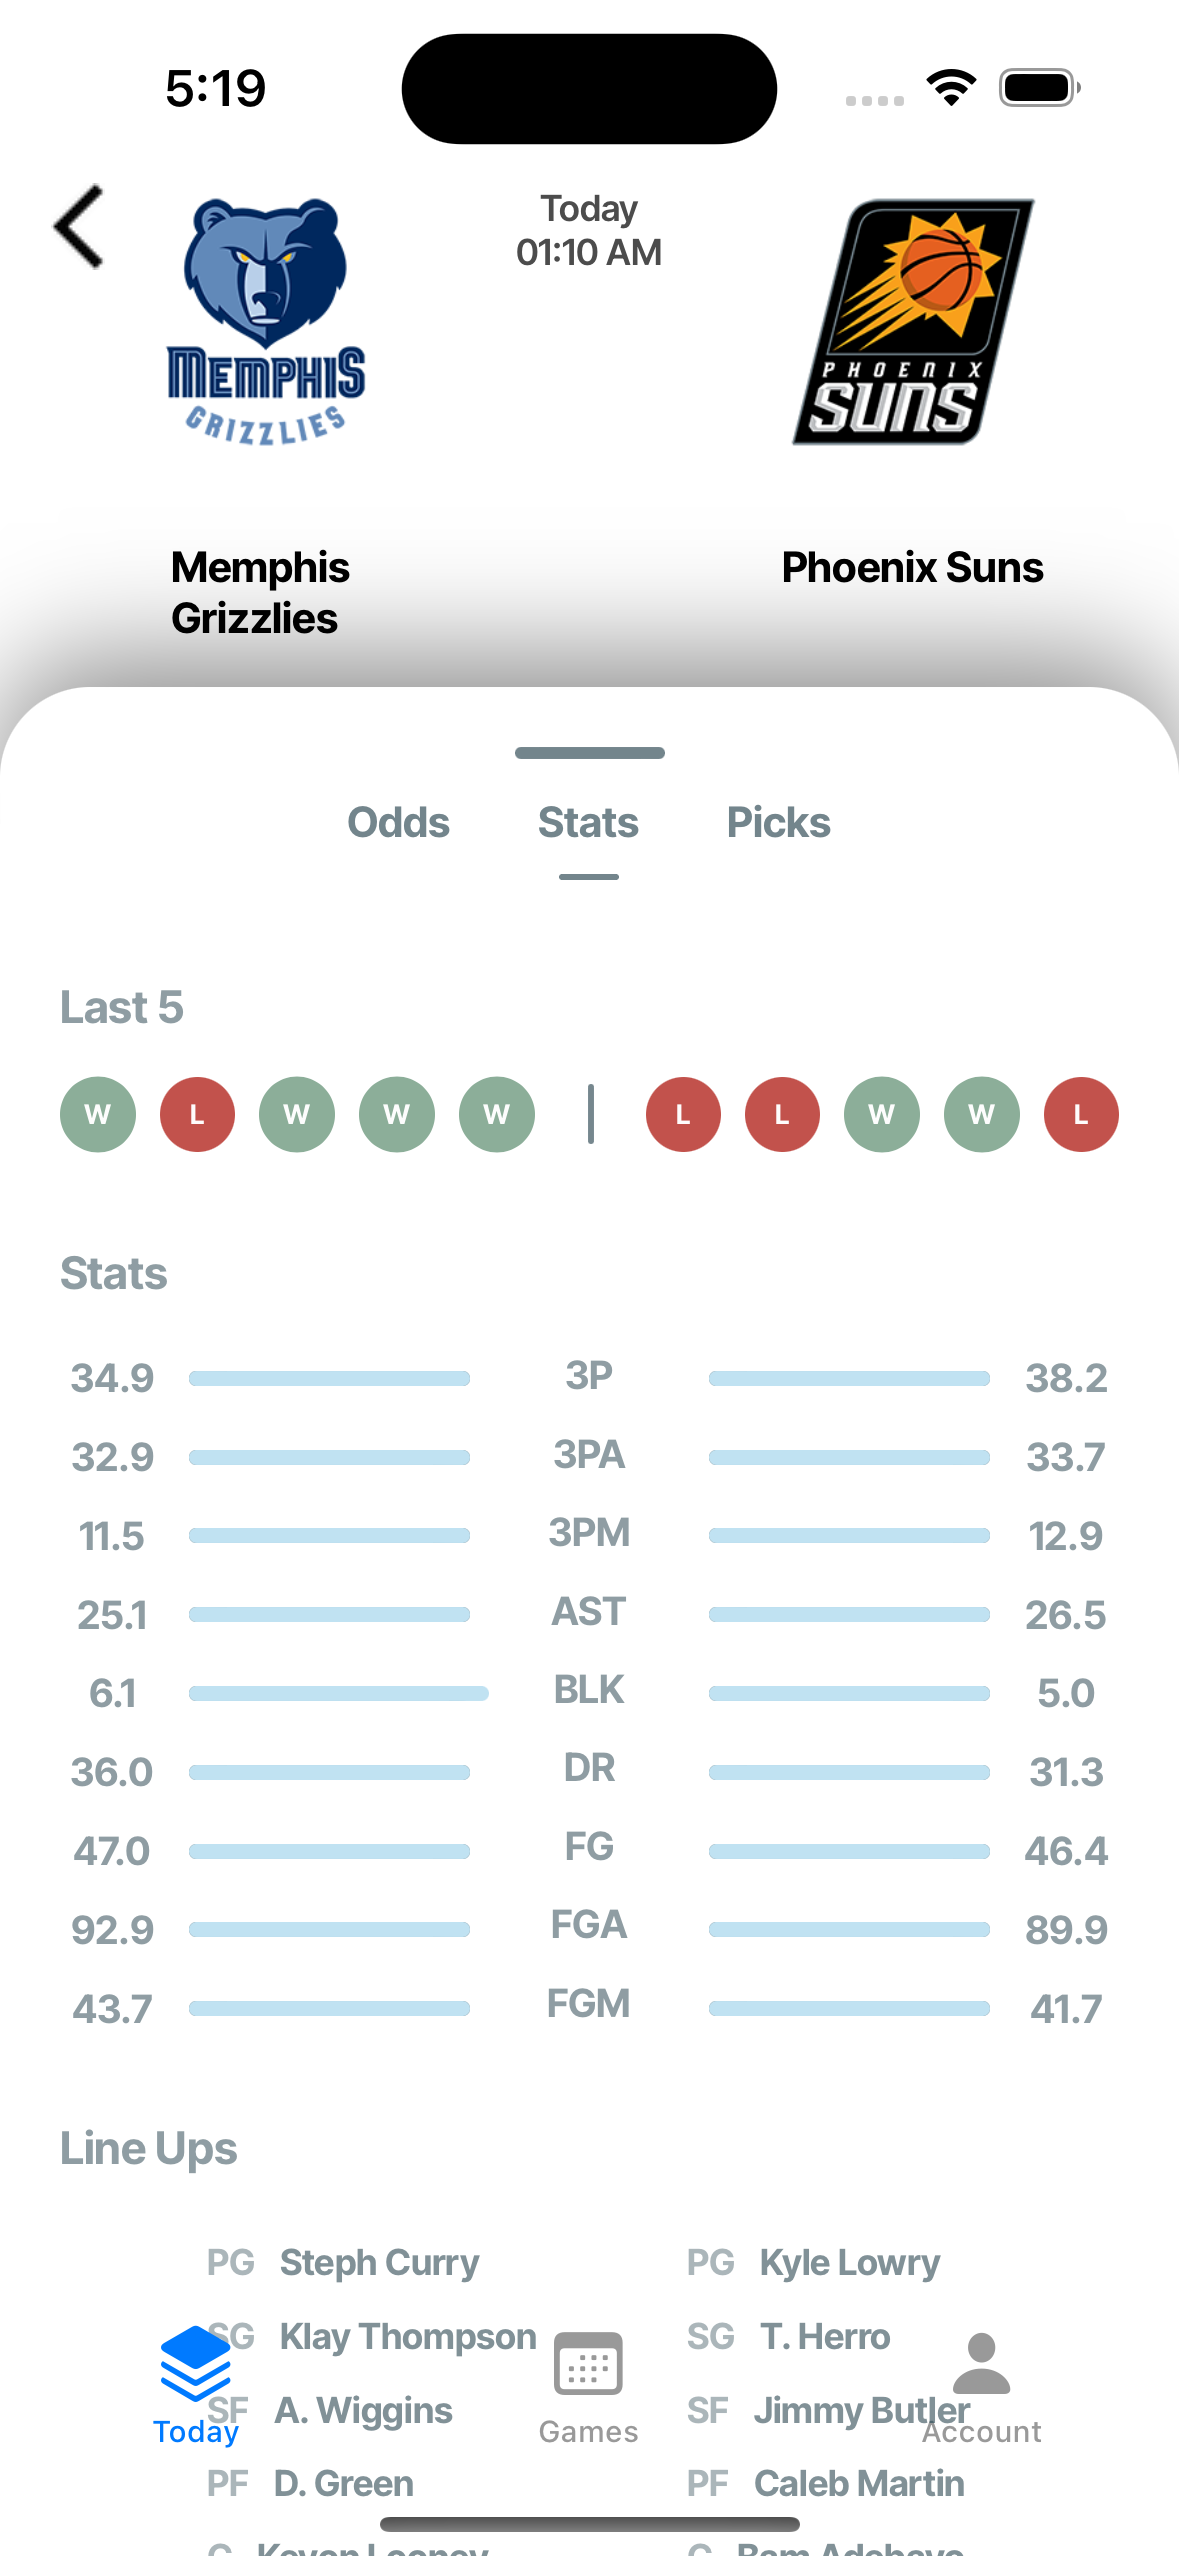 5:19
Today
01:10 AM
MEMPHIS
GRIZZLIES
PHOENIX
SUNS
Memphis
Grizzlies
Phoenix Suns
Odds Stats Picks
Last 5
W L W W W L L W W L
Stats
34.9 3P 38.2
32.9 3PA 33.7
11.5 3PM 12.9
25.1 AST 26.5
6.1 BLK 5.0
36.0 DR 31.3
47.0 FG 46.4
92.9 FGA 89.9
43.7 FGM 41.7
Line Ups
PG Steph Curry PG Kyle Lowry
SG Klay Thompson SG T. Herro
SF A. Wiggins SF Jimmy Butler
Today Games Account
PF D. Green PF Caleb Martin
C Kevon Looney C Bam Adebayo